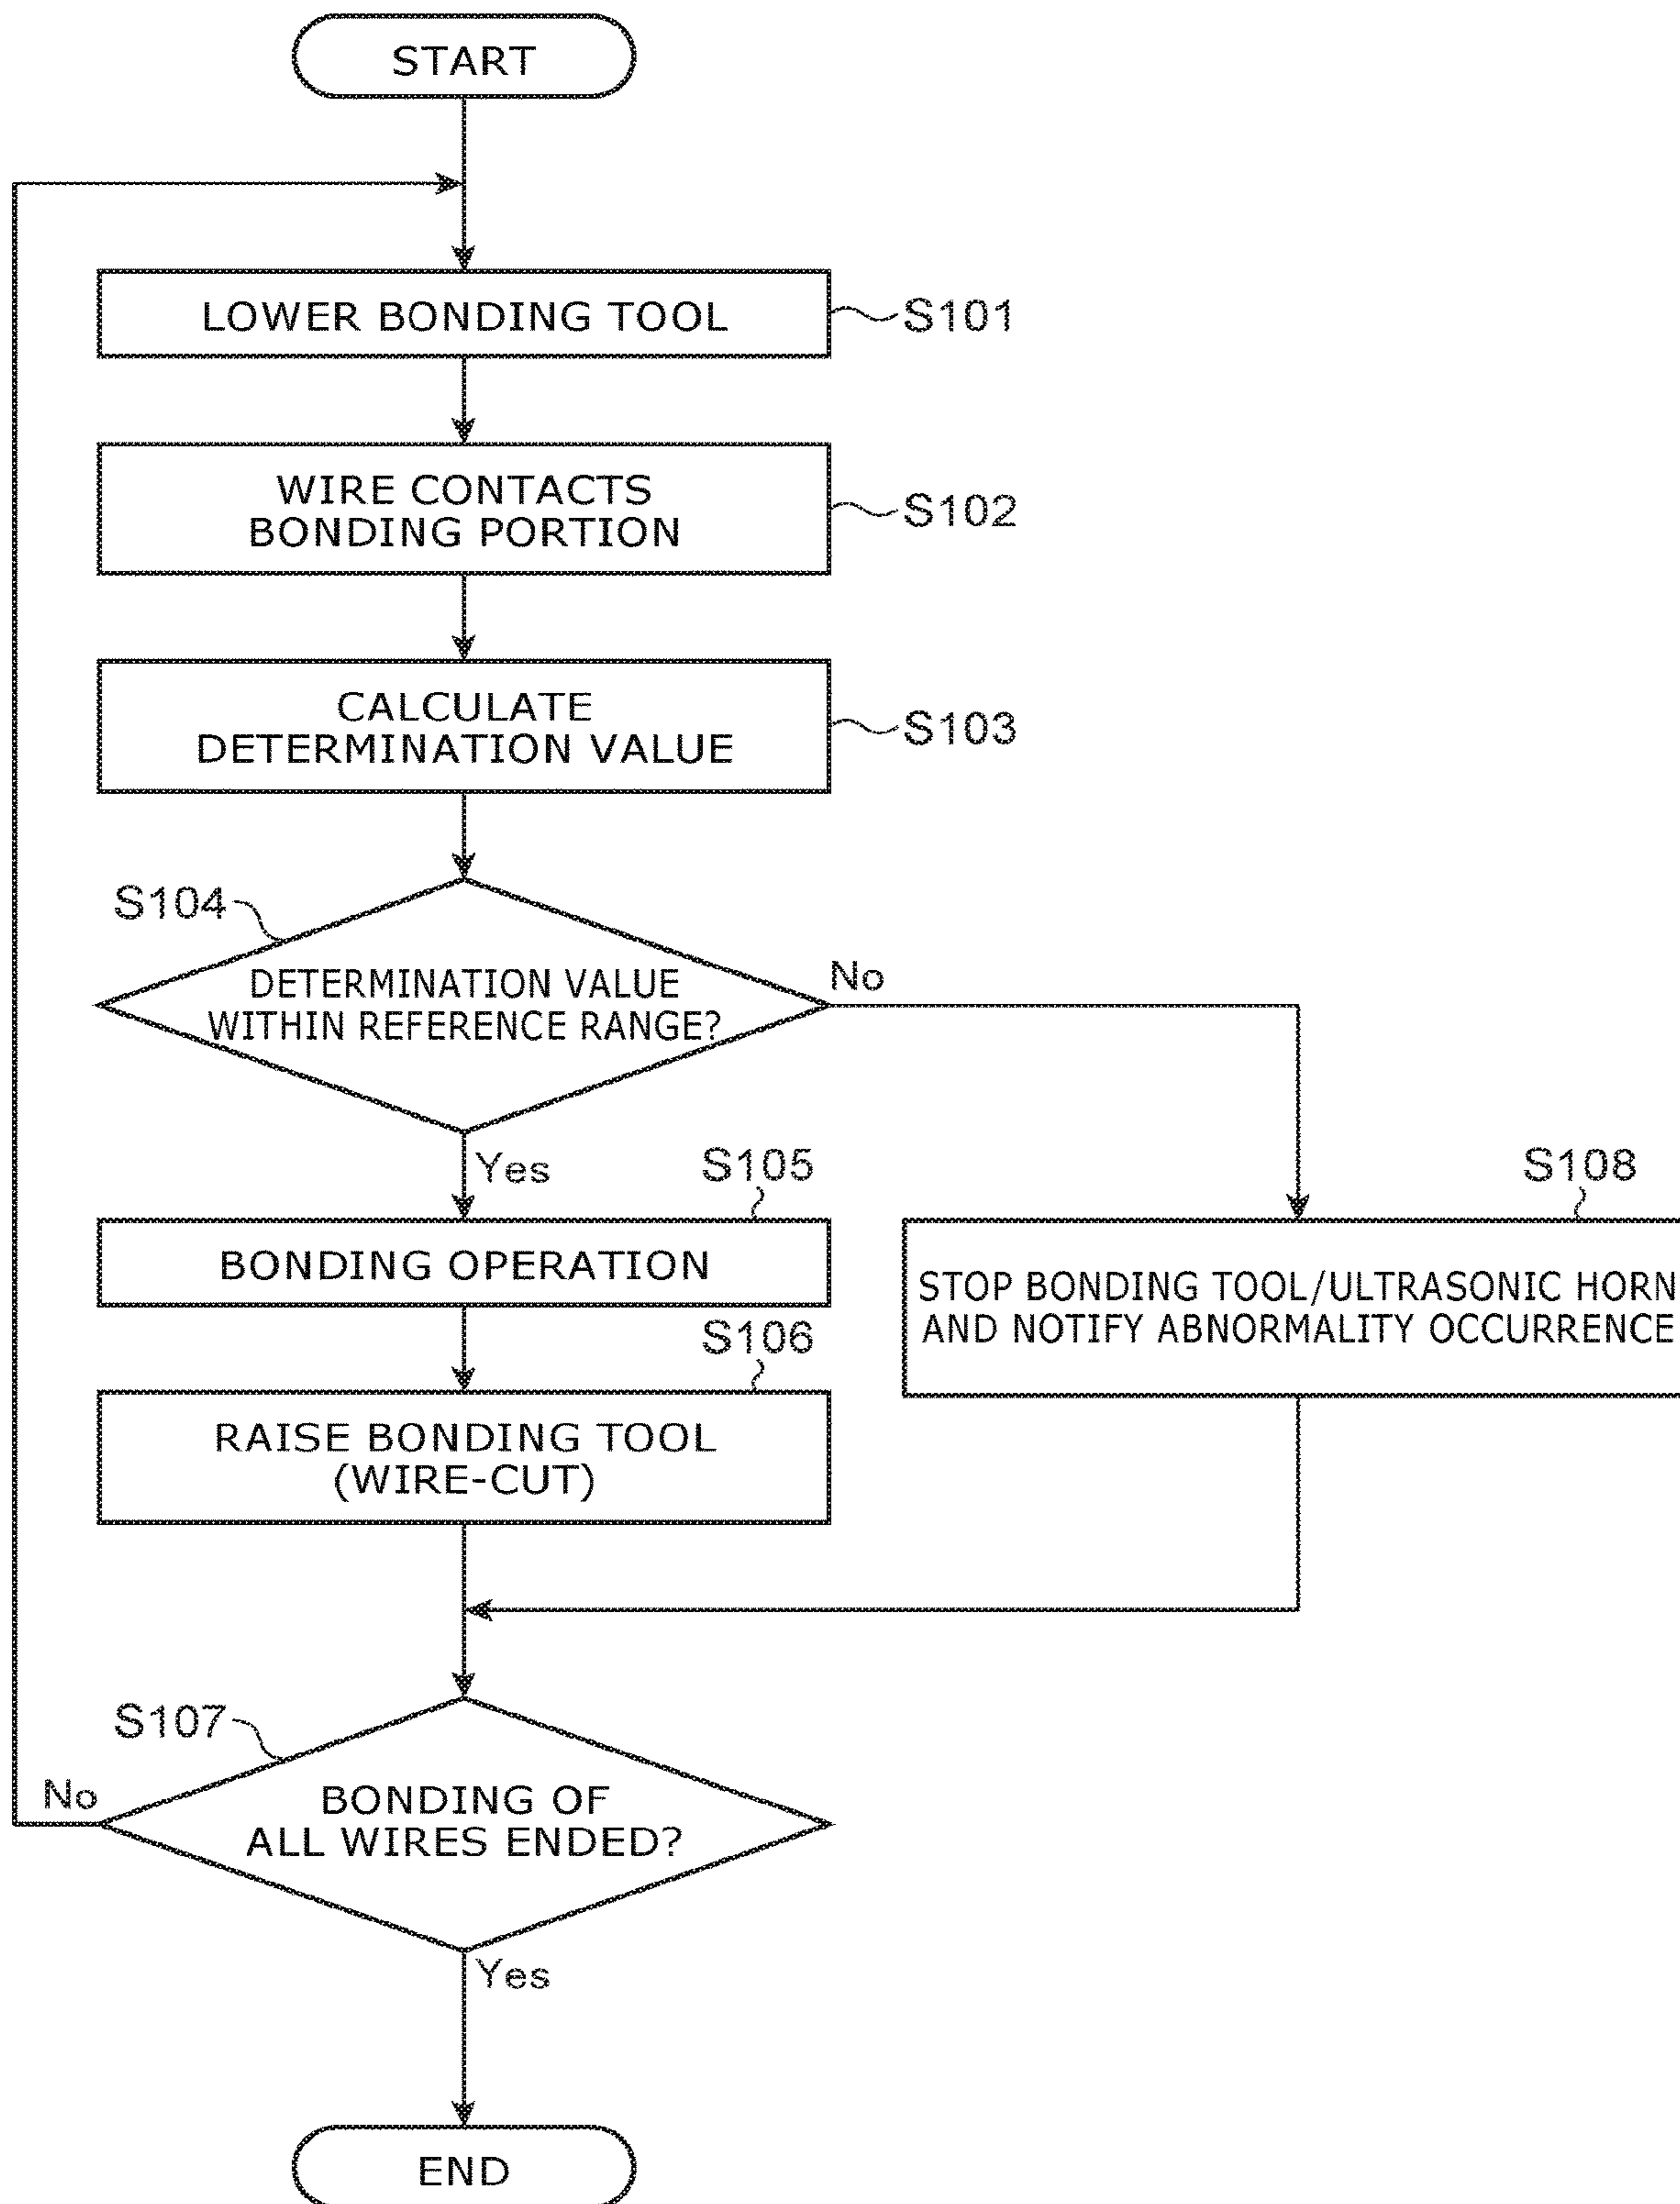 START
LOWER BONDING TOOL
S101
WIRE CONTACTS
BONDING PORTION
S102
CALCULATE
DETERMINATION VALUE
S103
S104
DETERMINATION VALUE
WITHIN REFERENCE RANGE?
No
Yes
S105
BONDING OPERATION
S108
STOP BONDING TOOL/ULTRASONIC HORN
AND NOTIFY ABNORMALITY OCCURRENCE
S106
RAISE BONDING TOOL
(WIRE-CUT)
S107
BONDING OF
ALL WIRES ENDED?
No
Yes
END